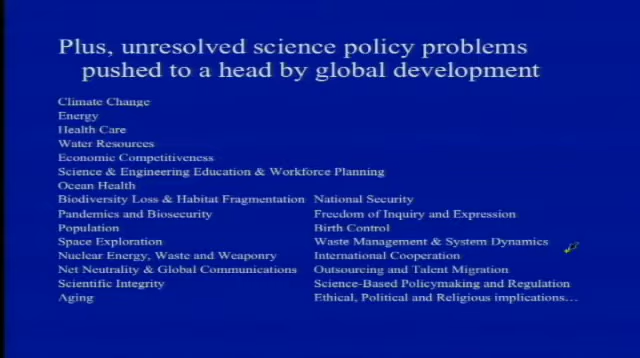 Plus, unresolved science policy problems
pushed to a head by global development
Climate Change
Energy
Health Care
Water Resources
Economic Competitiveness
Science & Engineering Education & Workforce Planning
Ocean Health
Biodiversity Loss & Habitat Fragmentation
Pandemics and Biosecurity
Population
Space Exploration
Nuclear Energy, Waste and Weaponry
Net Neutrality & Global Communications
Scientific Integrity
Aging
National Security
Freedom of Inquiry and Expression
Birth Control
Waste Management & System Dynamics
International Cooperation
Outsourcing and Talent Migration
Science-Based Policymaking and Regulation
Ethical, Political and Religious implications…